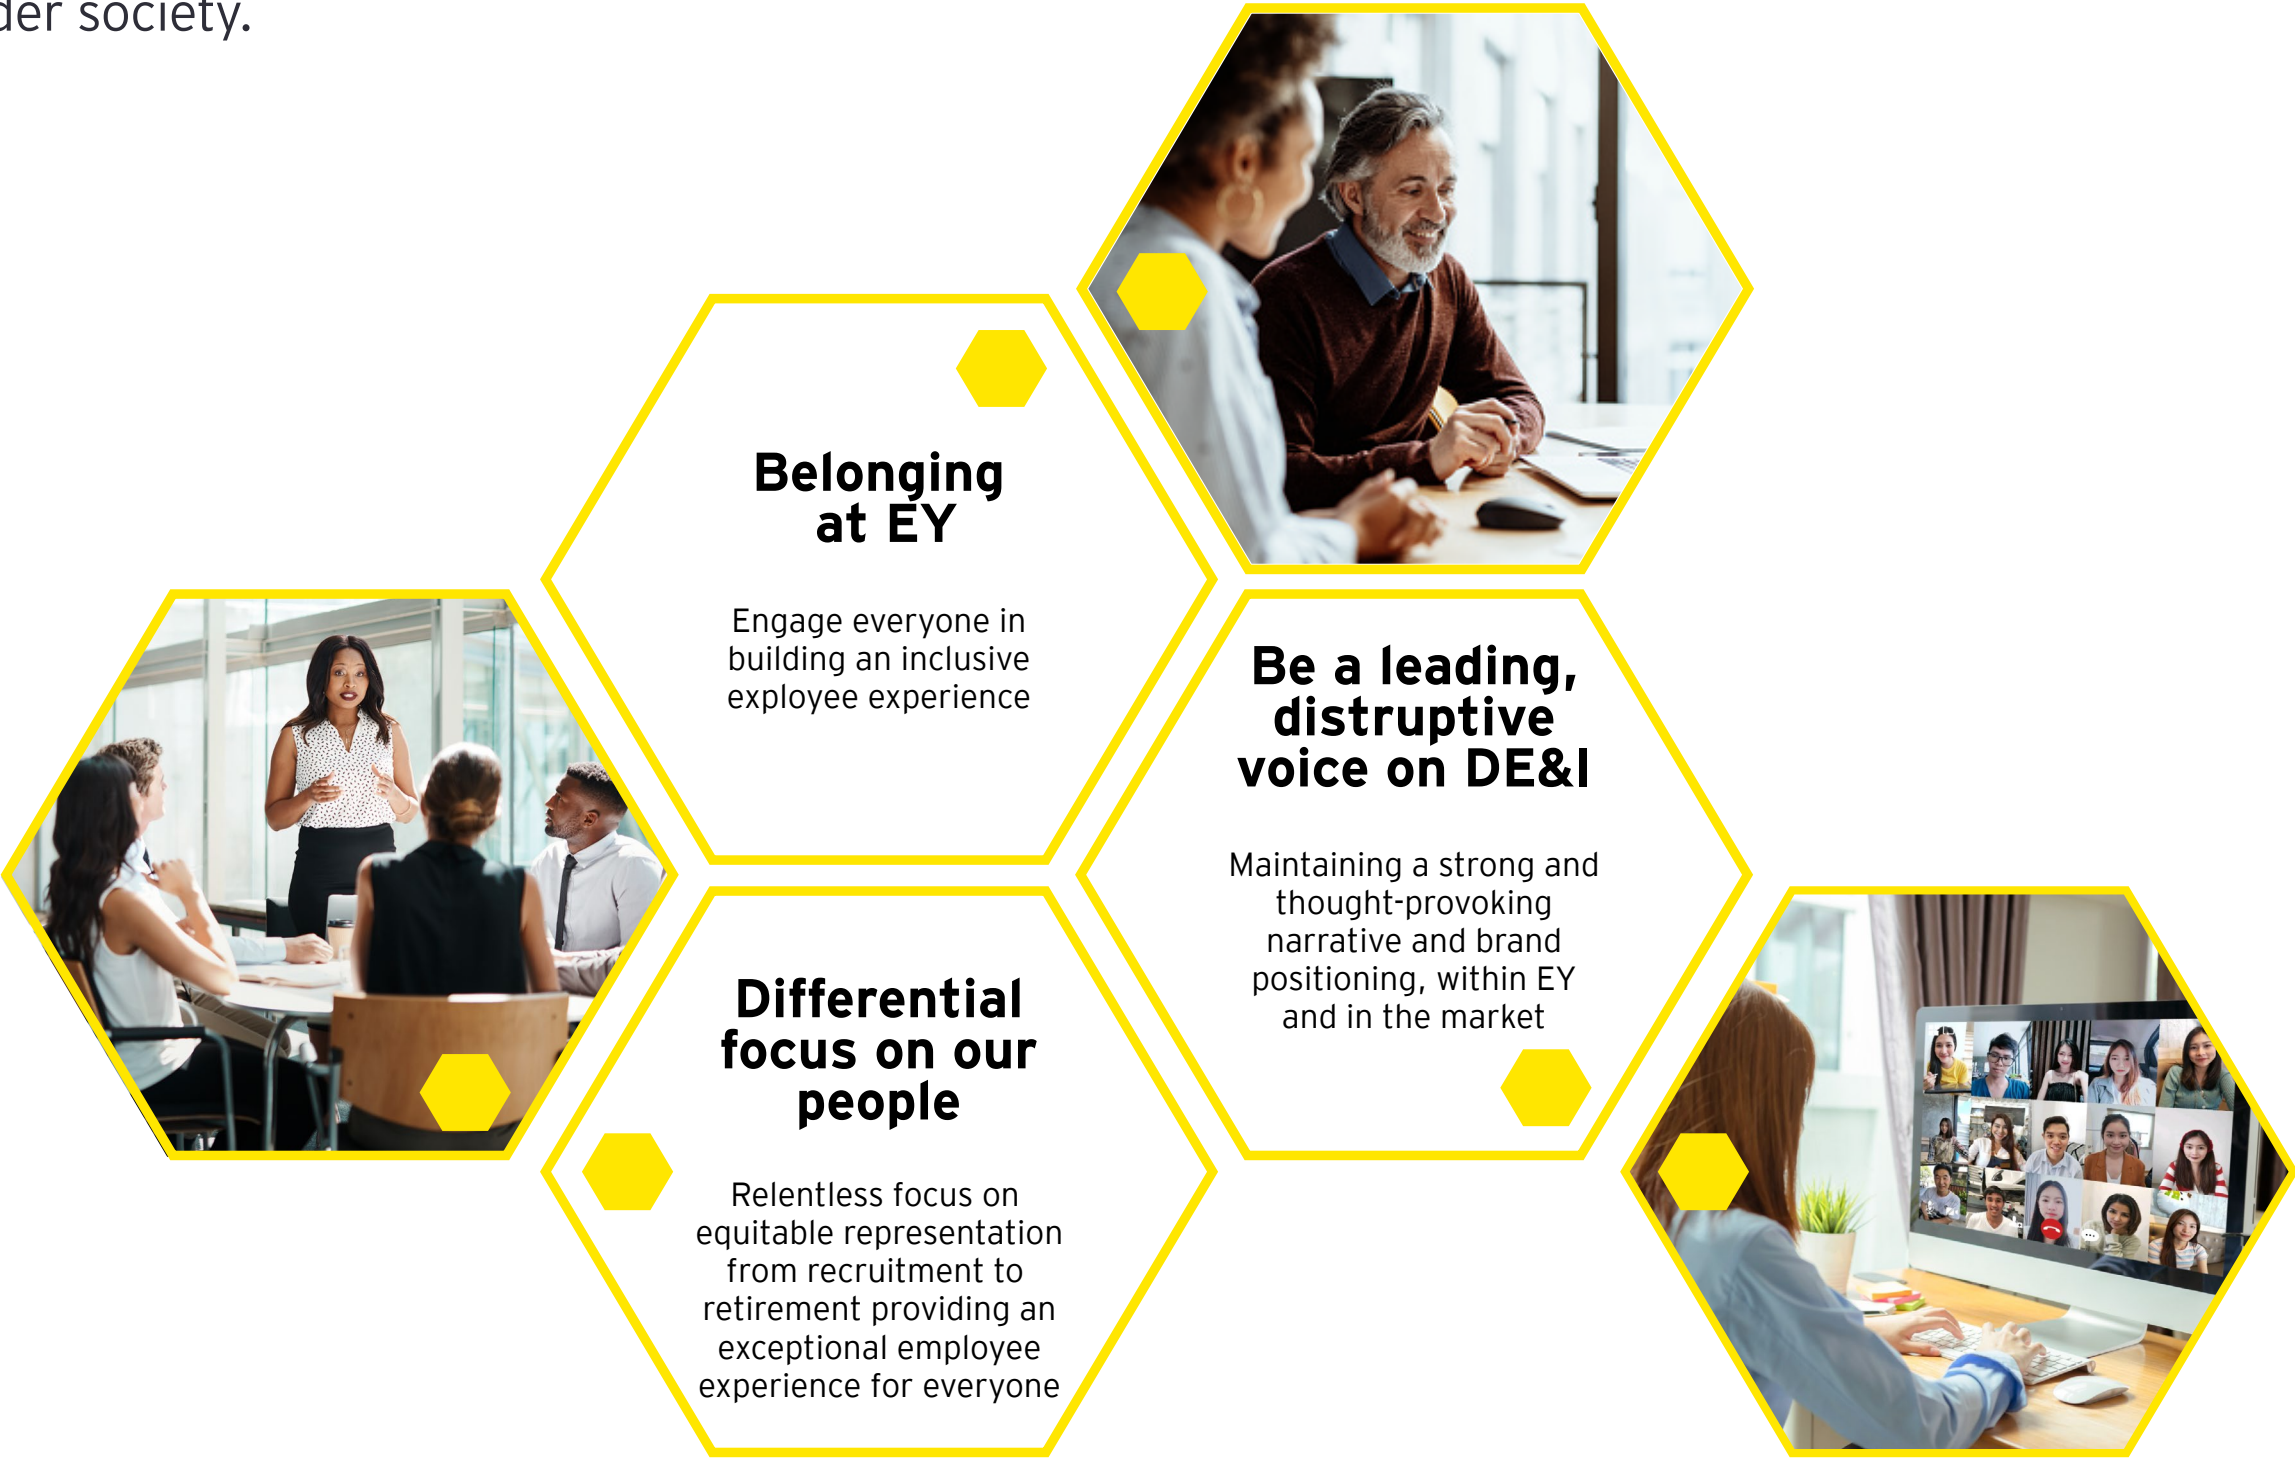 der society.
Belonging
at EY
Engage everyone in
building an inclusive
exployee experience
Be a leading,
distruptive
voice on DE&I
Maintaining a strong and
thought-provoking
narrative and brand
positioning, within EY
and in the market
Differential
focus on our
people
Relentless focus on
equitable representation
from recruitment to
retirement providing an
exceptional employee
experience for everyone